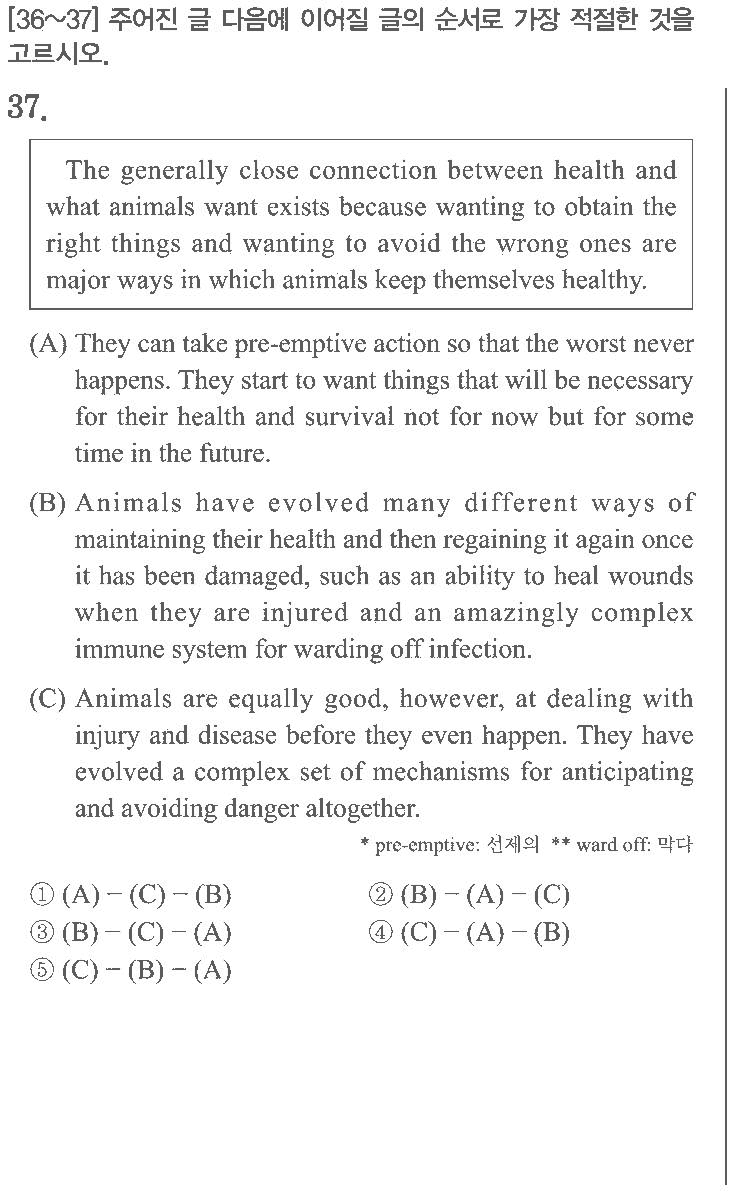 [36~37] 주어진 글 다음에 이어질 글의 순서로 가장 적절한 것을
고르시오.
37.
The generally close connection between health and
what animals want exists because wanting to obtain the
right things and wanting to avoid the wrong ones are
major ways in which animals keep themselves healthy.
(A) They can take pre-emptive action so that the worst never
happens. They start to want things that will be necessary
for their health and survival not for now but for some
time in the future.
(B) Animals have evolved many different ways of
maintaining their health and then regaining it again once
it has been damaged, such as an ability to heal wounds
when they are injured and an amazingly complex
immune system for warding off infection.
(C) Animals are equally good, however, at dealing with
injury and disease before they even happen. They have
evolved a complex set of mechanisms for anticipating
and avoiding danger altogether.
* pre-emptive: 선제의 ** ward off: 막다
① (A) - (C) - (B) ② (B) - (A) - (C)
③ (B) - (C) - (A) ④ (C) - (A) - (B)
⑤ (C) - (B) - (A)